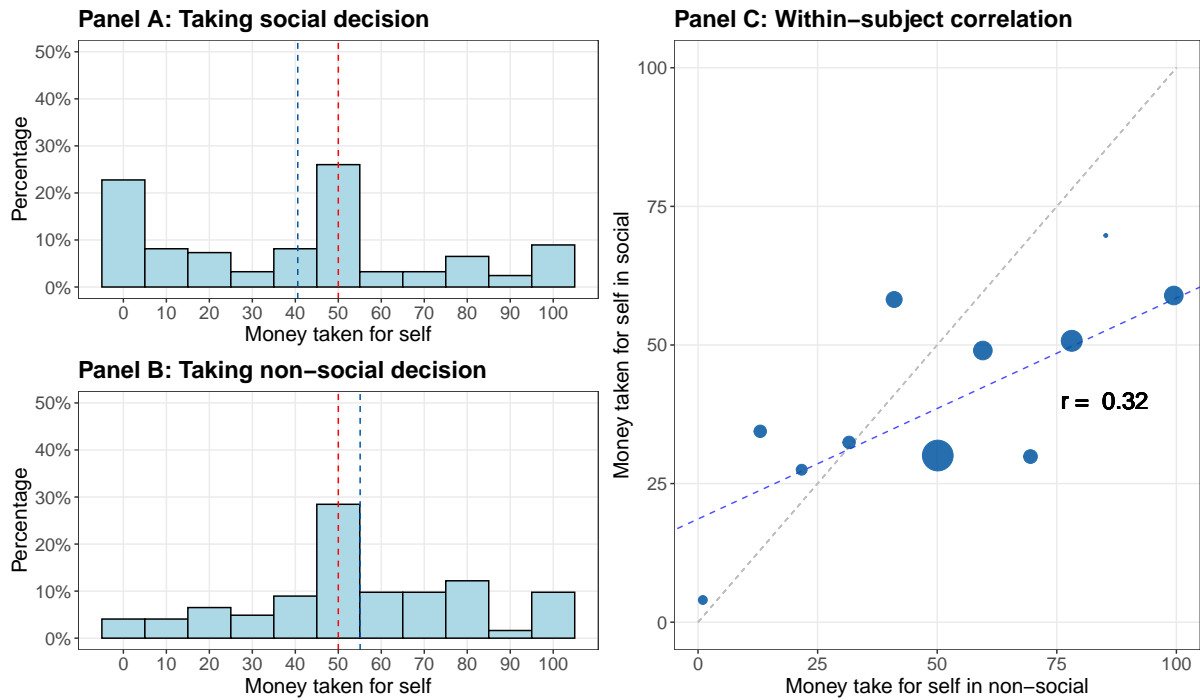 Panel A: Taking social decision
50%
40%
30%
20%
10%
0%
Percentage
0 10 20 30 40 50 60 70 80 90 100
Money taken for self
Panel B: Taking non−social decision
50%
40%
30%
20%
10%
0%
Percentage
0 10 20 30 40 50 60 70 80 90 100
Money taken for self
Panel C: Within−subject correlation
100
75
50
25
0
Money taken for self in social
r = 0.32
0 25 50 75 100
Money take for self in non−social